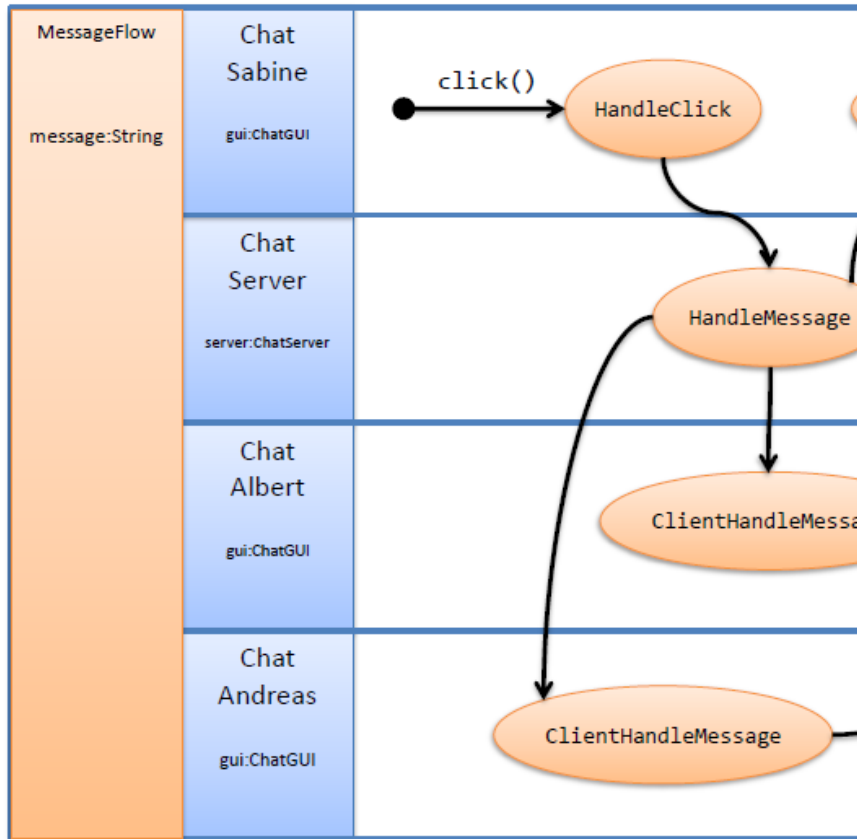 MessageFlow
message:String
Chat
Sabine
gui:ChatGUI
click()
HandleClick
Chat
Server
server:ChatServer
HandleMessage
Chat
Albert
gui:ChatGUI
ClientHandleMessa
Chat
Andreas
gui:ChatGUI
ClientHandleMessage